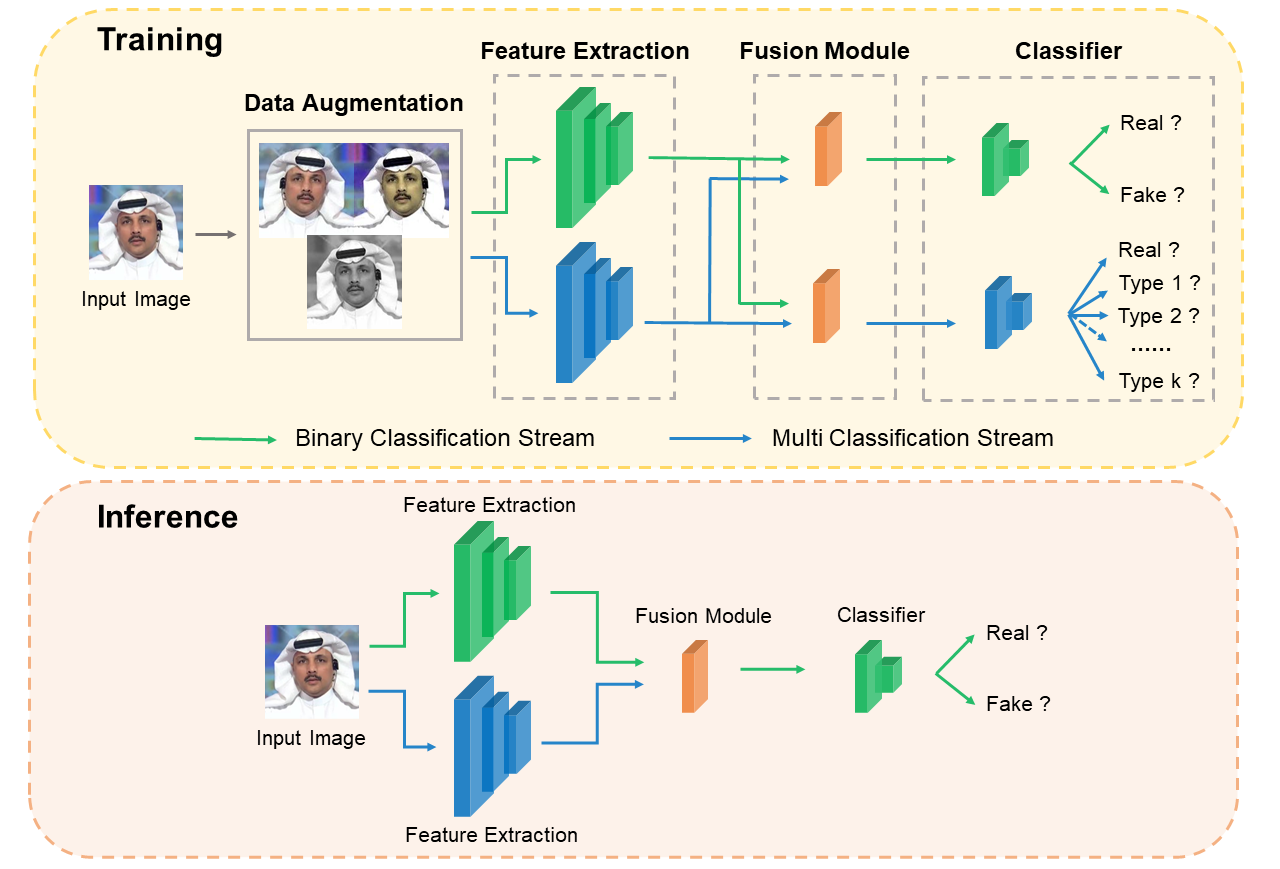 Training
Data Augmentation
Feature Extraction
Fusion Module
Classifier
Input Image
Real ?
Fake ?
Real ?
Type 1 ?
Type 2 ?
......
Type k ?
Binary Classification Stream
Multi Classification Stream
Inference
Feature Extraction
Input Image
Feature Extraction
Fusion Module
Classifier
Real ?
Fake ?